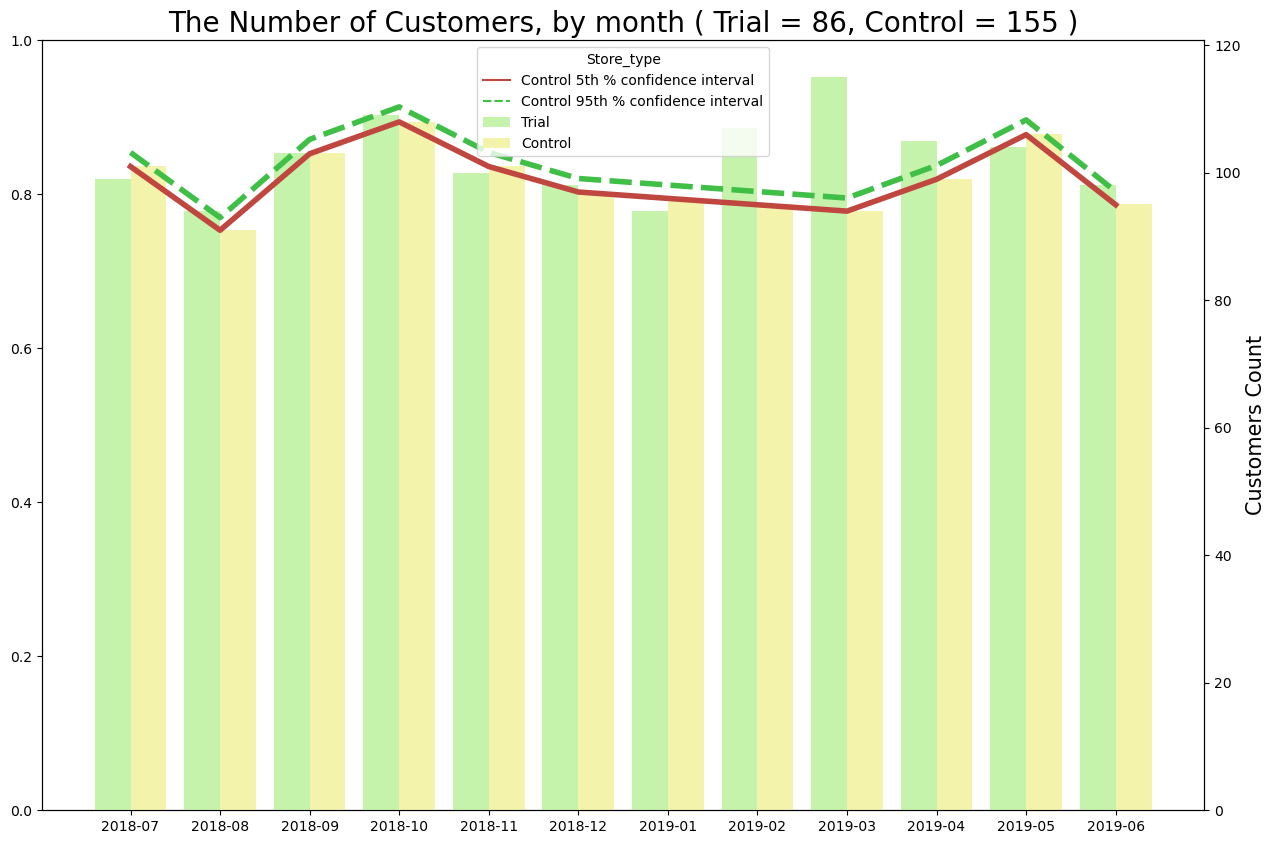 The Number of Customers, by month ( Trial = 86, Control = 155 )
Store_type
Control 5th % confidence interval
Control 95th % confidence interval
Trial
Control
1.0
0.8
0.6
0.4
0.2
0.0
120
100
80
60
40
20
0
Customers Count
2018-07 2018-08 2018-09 2018-10 2018-11 2018-12 2019-01 2019-02 2019-03 2019-04 2019-05 2019-06